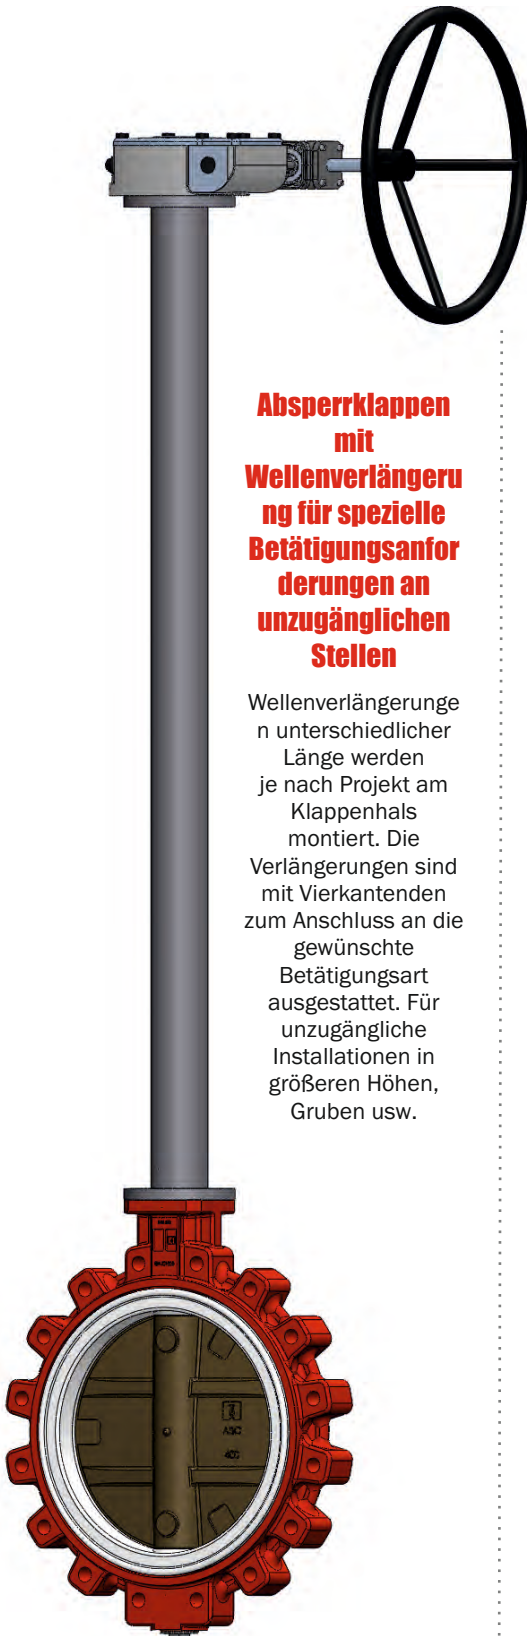 Absperrklappen
mit
Wellenverlängeru
ng für spezielle
Betätigungsanfor
derungen an
unzugänglichen
Stellen
Wellenverlängerunge
n unterschiedlicher
Länge werden
je nach Projekt am
Klappenhals
montiert. Die
Verlängerungen sind
mit Vierkantenden
zum Anschluss an die
gewünschte
Betätigungsart
ausgestattet. Für
unzugängliche
Installationen in
größeren Höhen,
Gruben usw.